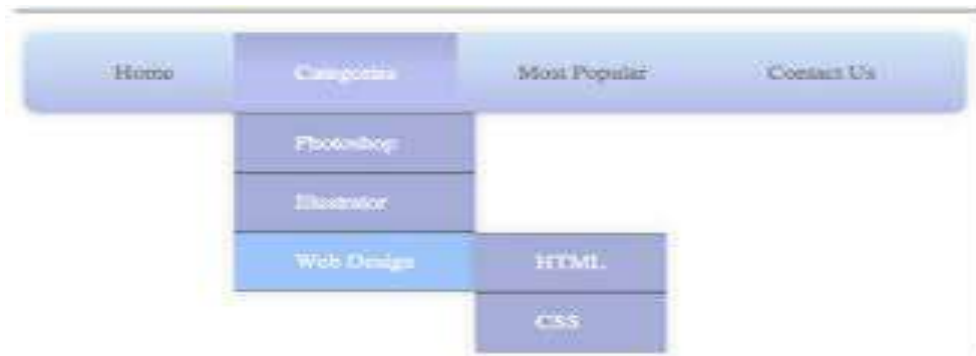 Home Categories Most Popular Contact Us
Photoshop
Illustrator
Web Design HTML
CSS